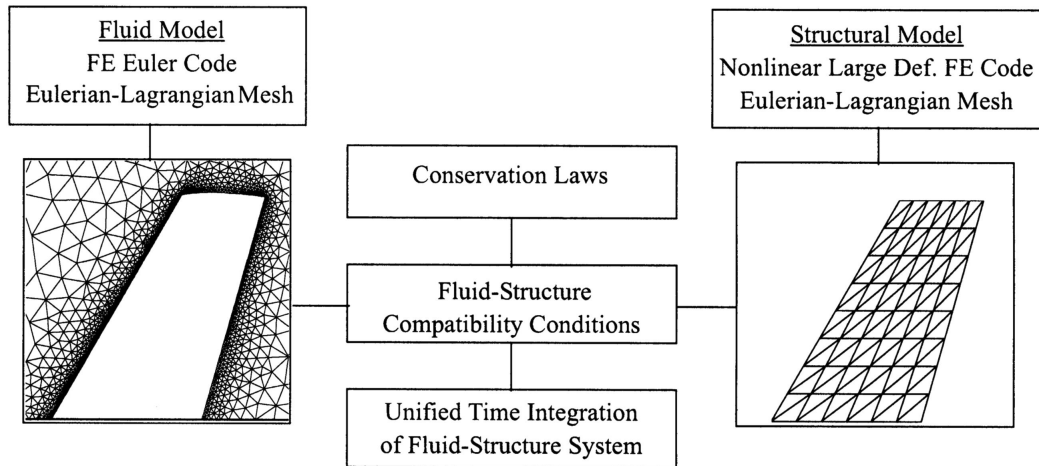 Fluid Model
FE Euler Code
Eulerian-Lagrangian Mesh
Structural Model
Nonlinear Large Def. FE Code
Eulerian-Lagrangian Mesh
Conservation Laws
Fluid-Structure
Compatibility Conditions
Unified Time Integration
of Fluid-Structure System